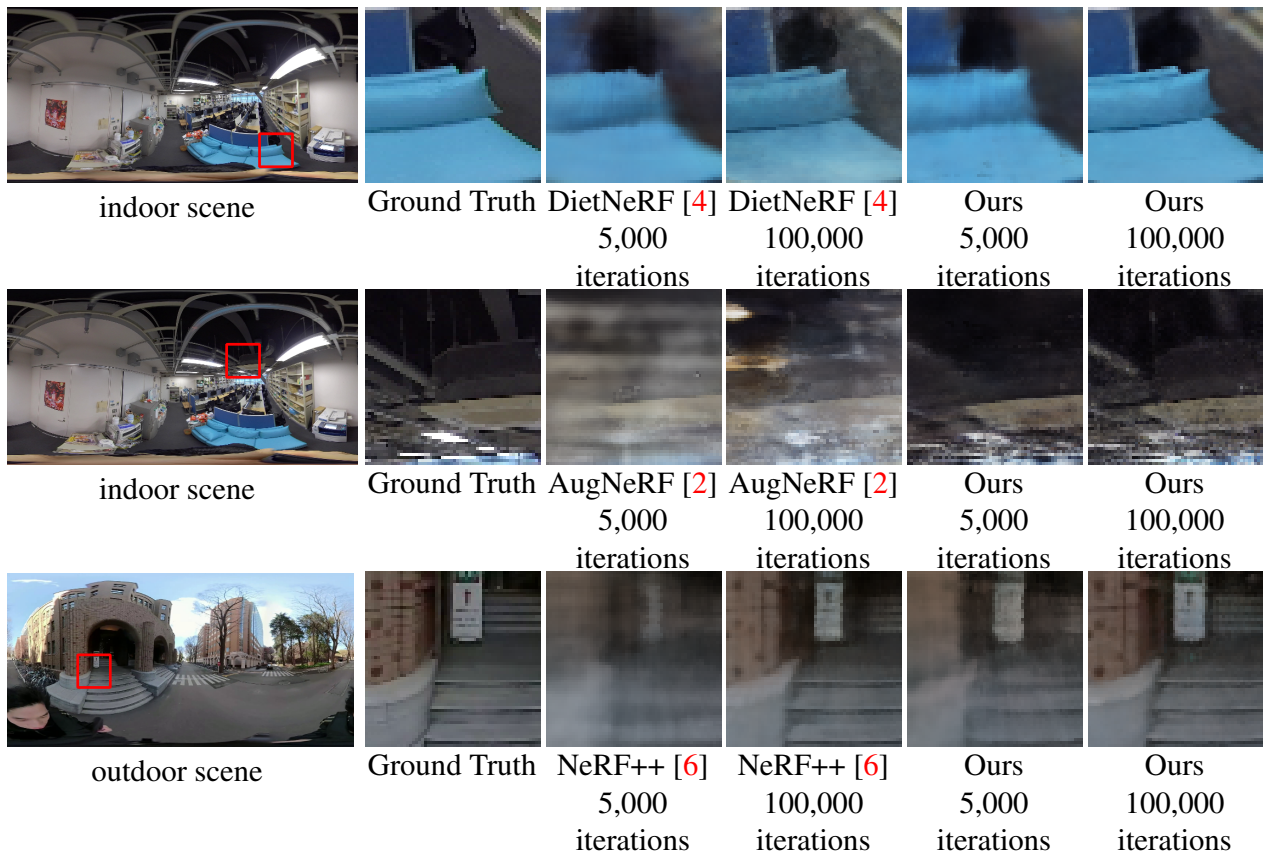 indoor scene
Ground Truth
DietNeRF [4]
5,000
iterations
DietNeRF [4]
100,000
iterations
Ours
5,000
iterations
Ours
100,000
iterations
indoor scene
Ground Truth
AugNeRF [2]
5,000
iterations
AugNeRF [2]
100,000
iterations
Ours
5,000
iterations
Ours
100,000
iterations
outdoor scene
Ground Truth
NeRF++ [6]
5,000
iterations
NeRF++ [6]
100,000
iterations
Ours
5,000
iterations
Ours
100,000
iterations